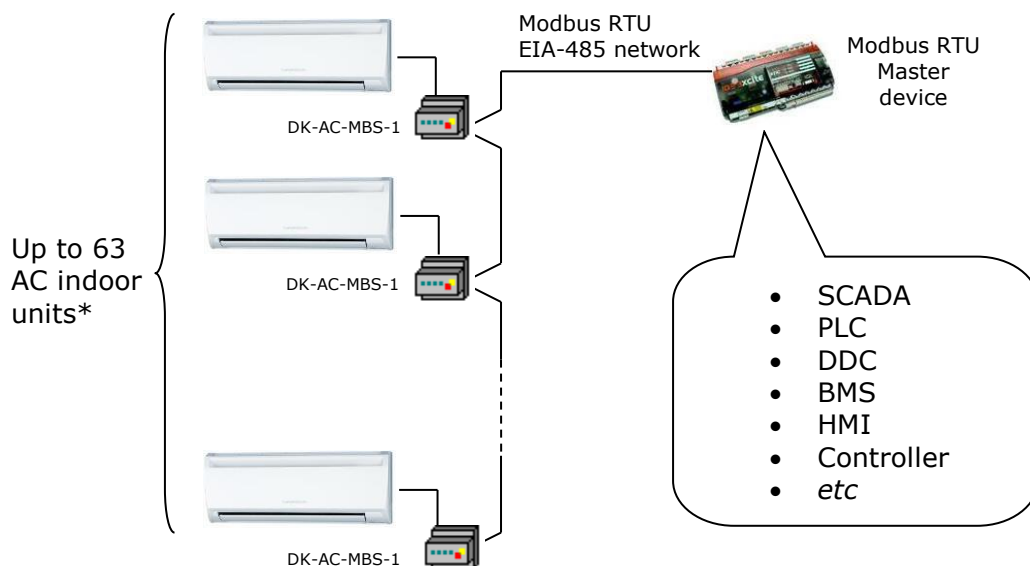 Modbus RTU
EIA-485 network
Modbus RTU
Master
device
DK-AC-MBS-1
DK-AC-MBS-1
Up to 63
AC indoor
units*
DK-AC-MBS-1
• SCADA
• PLC
• DDC
• BMS
• HMI
• Controller
• etc